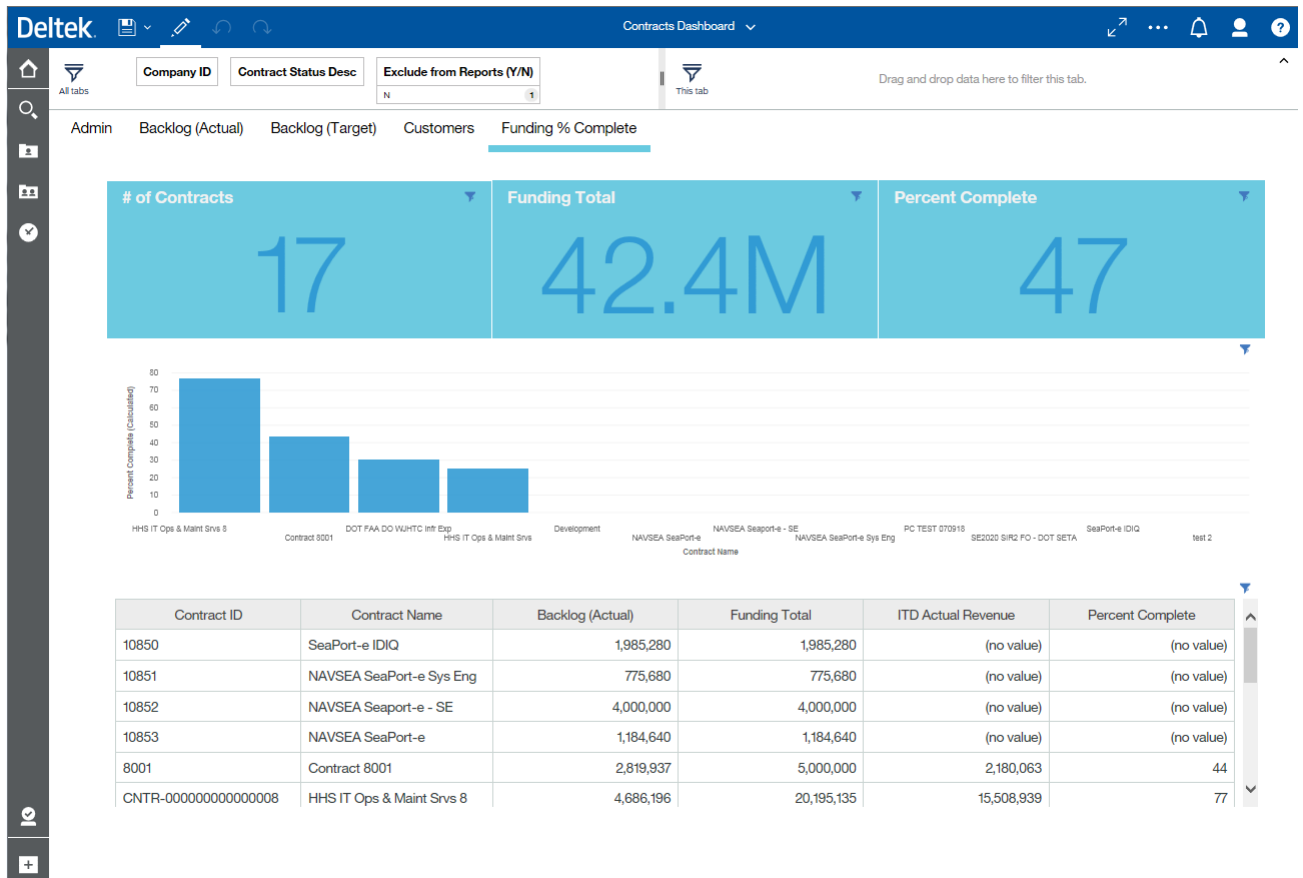 Deltek.
Contracts Dashboard
?
All tabs
Company ID
Contract Status Desc
Exclude from Reports (Y/N)
N 1
This tab
Drag and drop data here to filter this tab.
Admin Backlog (Actual) Backlog (Target) Customers Funding % Complete
# of Contracts
17
Funding Total
42.4M
Percent Complete
47
Percent Complete (Calculated)
80
70
60
50
40
30
20
10
0
HHS IT Ops & Maint Srvs 8
Contract 8001
DOT FAA DO WJHTC Infr Exp
HHS IT Ops & Maint Srvs
Development
NAVSEA SeaPort-e
NAVSEA Seaport-e - SE
NAVSEA SeaPort-e Sys Eng
PC TEST 070918
SE2020 SIR2 FO - DOT SETA
SeaPort-e IDIQ
test 2
Contract Name
Contract ID Contract Name Backlog (Actual) Funding Total ITD Actual Revenue Percent Complete
10850 SeaPort-e IDIQ 1,985,280 1,985,280 (no value) (no value)
10851 NAVSEA SeaPort-e Sys Eng 775,680 775,680 (no value) (no value)
10852 NAVSEA Seaport-e - SE 4,000,000 4,000,000 (no value) (no value)
10853 NAVSEA SeaPort-e 1,184,640 1,184,640 (no value) (no value)
8001 Contract 8001 2,819,937 5,000,000 2,180,063 44
CNTR-000000000000008 HHS IT Ops & Maint Srvs 8 4,686,196 20,195,135 15,508,939 77